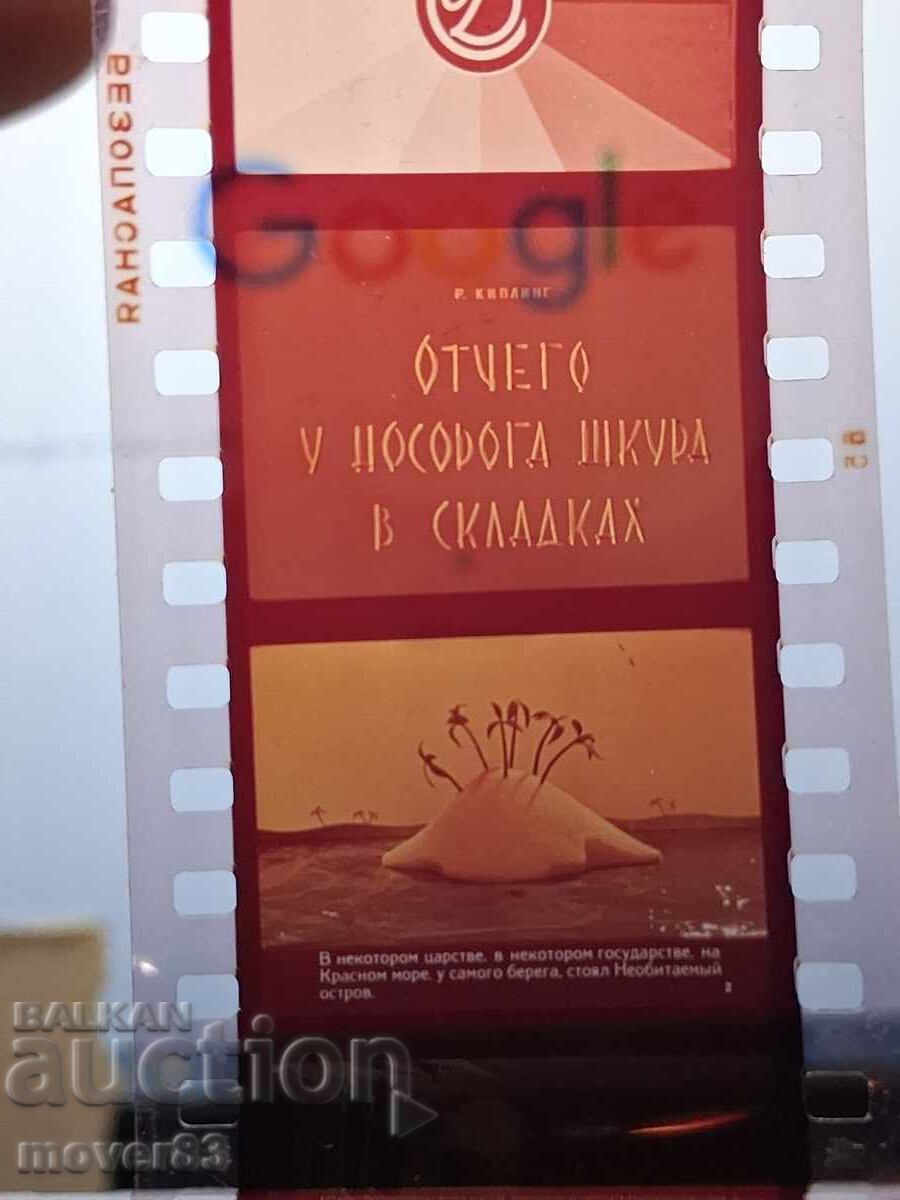 БЕЗОПАСНАЯ
Google
Р. КИПЛИНГ
ОТЧЕГО
У НОСОРОГА ШКУРА
В СКЛАДКАХ
В некотором царстве, в некотором государстве, на
Красном море, у самого берега, стоял Необитаемый
остров.
2
BALKAN
auction
mover83